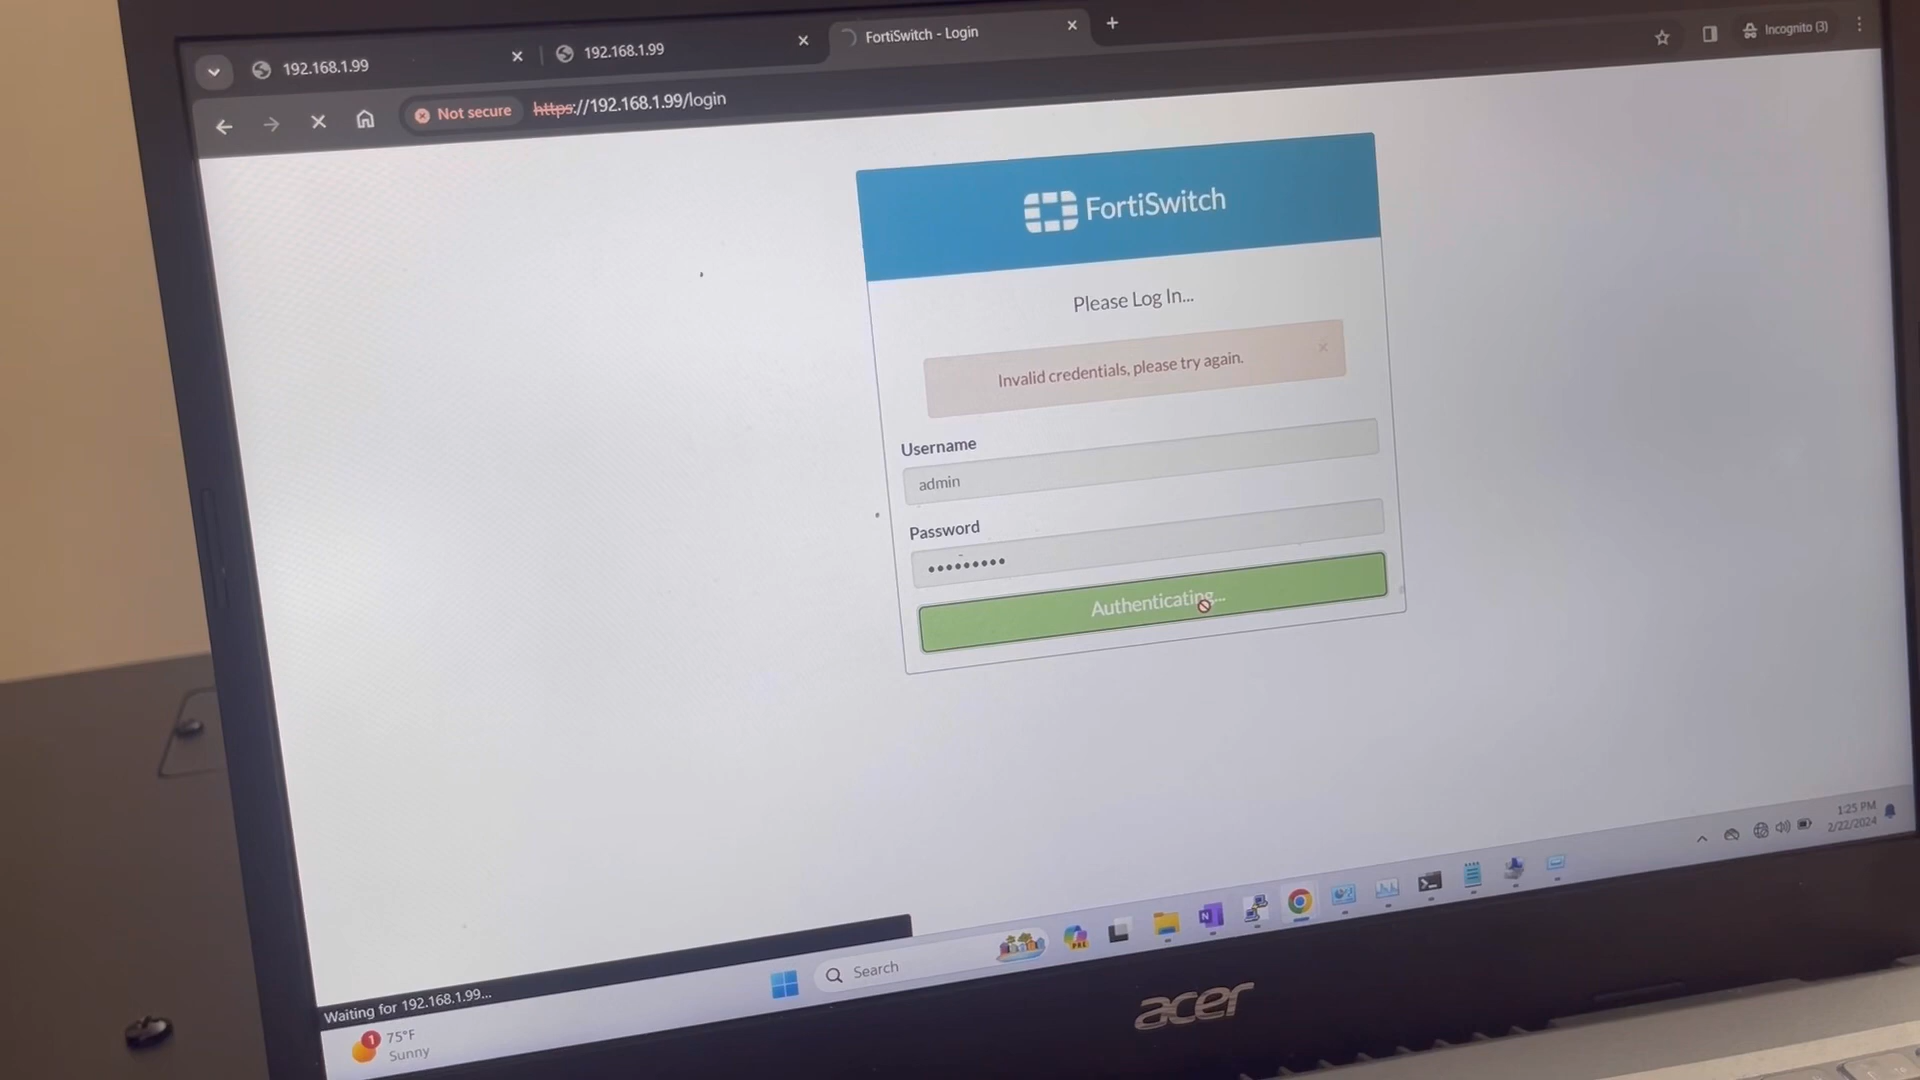 192.168.1.99
192.168.1.99
FortiSwitch - Login
Incognito (3)
Not secure
https://192.168.1.99/login
FortiSwitch
Please Log In...
Invalid credentials, please try again.
Username
admin
Password
Authenticating...
Waiting for 192.168.1.99...
1
75°F
Sunny
Search
PRE
N
1:25 PM
2/22/2024
acer